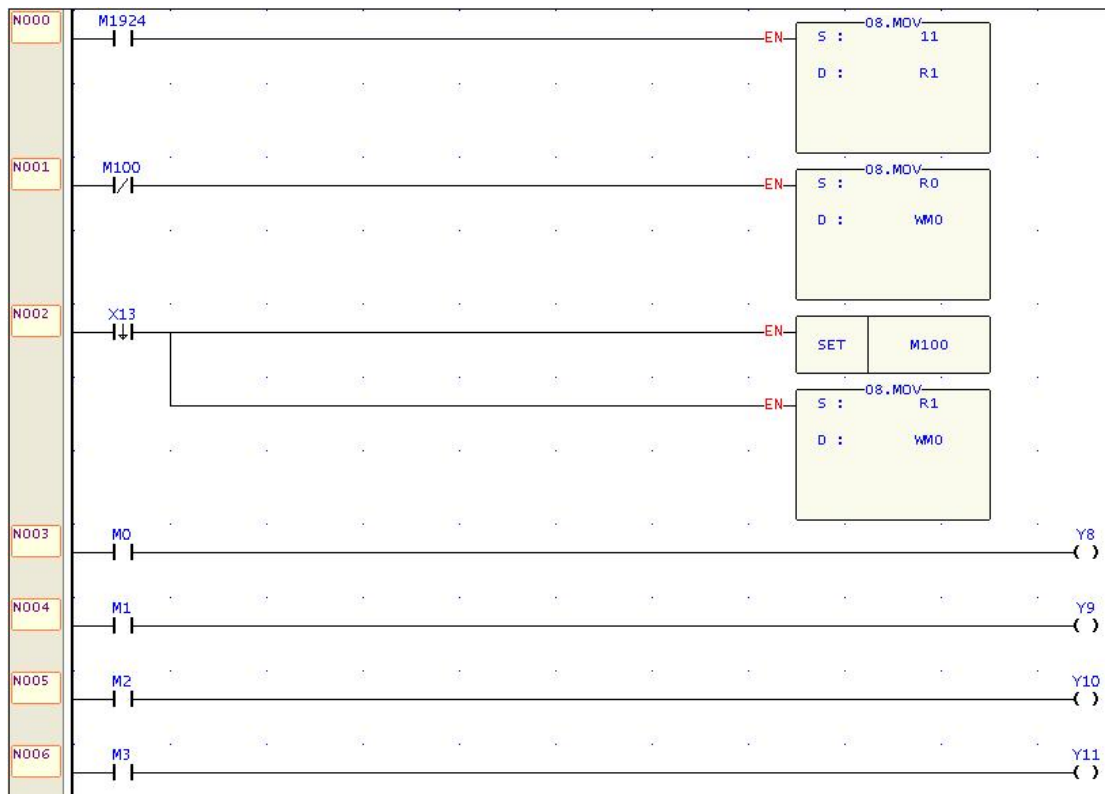 N000
M1924
EN
08.MOV
S : 11
D : R1
N001
M100
EN
08.MOV
S : R0
D : WM0
N002
X13
EN
SET M100
EN
08.MOV
S : R1
D : WM0
N003
M0
Y8
N004
M1
Y9
N005
M2
Y10
N006
M3
Y11